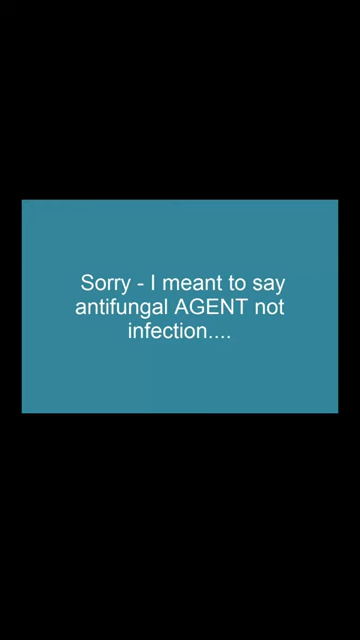 Sorry - I meant to say
antifungal AGENT not
infection....